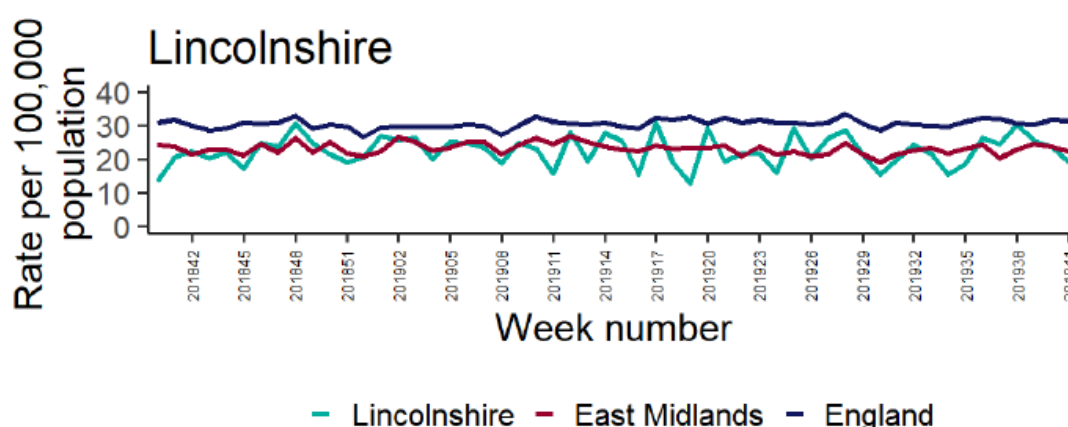 Lincolnshire
Rate per 100,000
population
40
30
20
10
0
201842 201845 201848 201851 201902 201905 201908 201911 201914 201917 201920 201923 201926 201929 201932 201935 201938
Week number
Lincolnshire East Midlands England